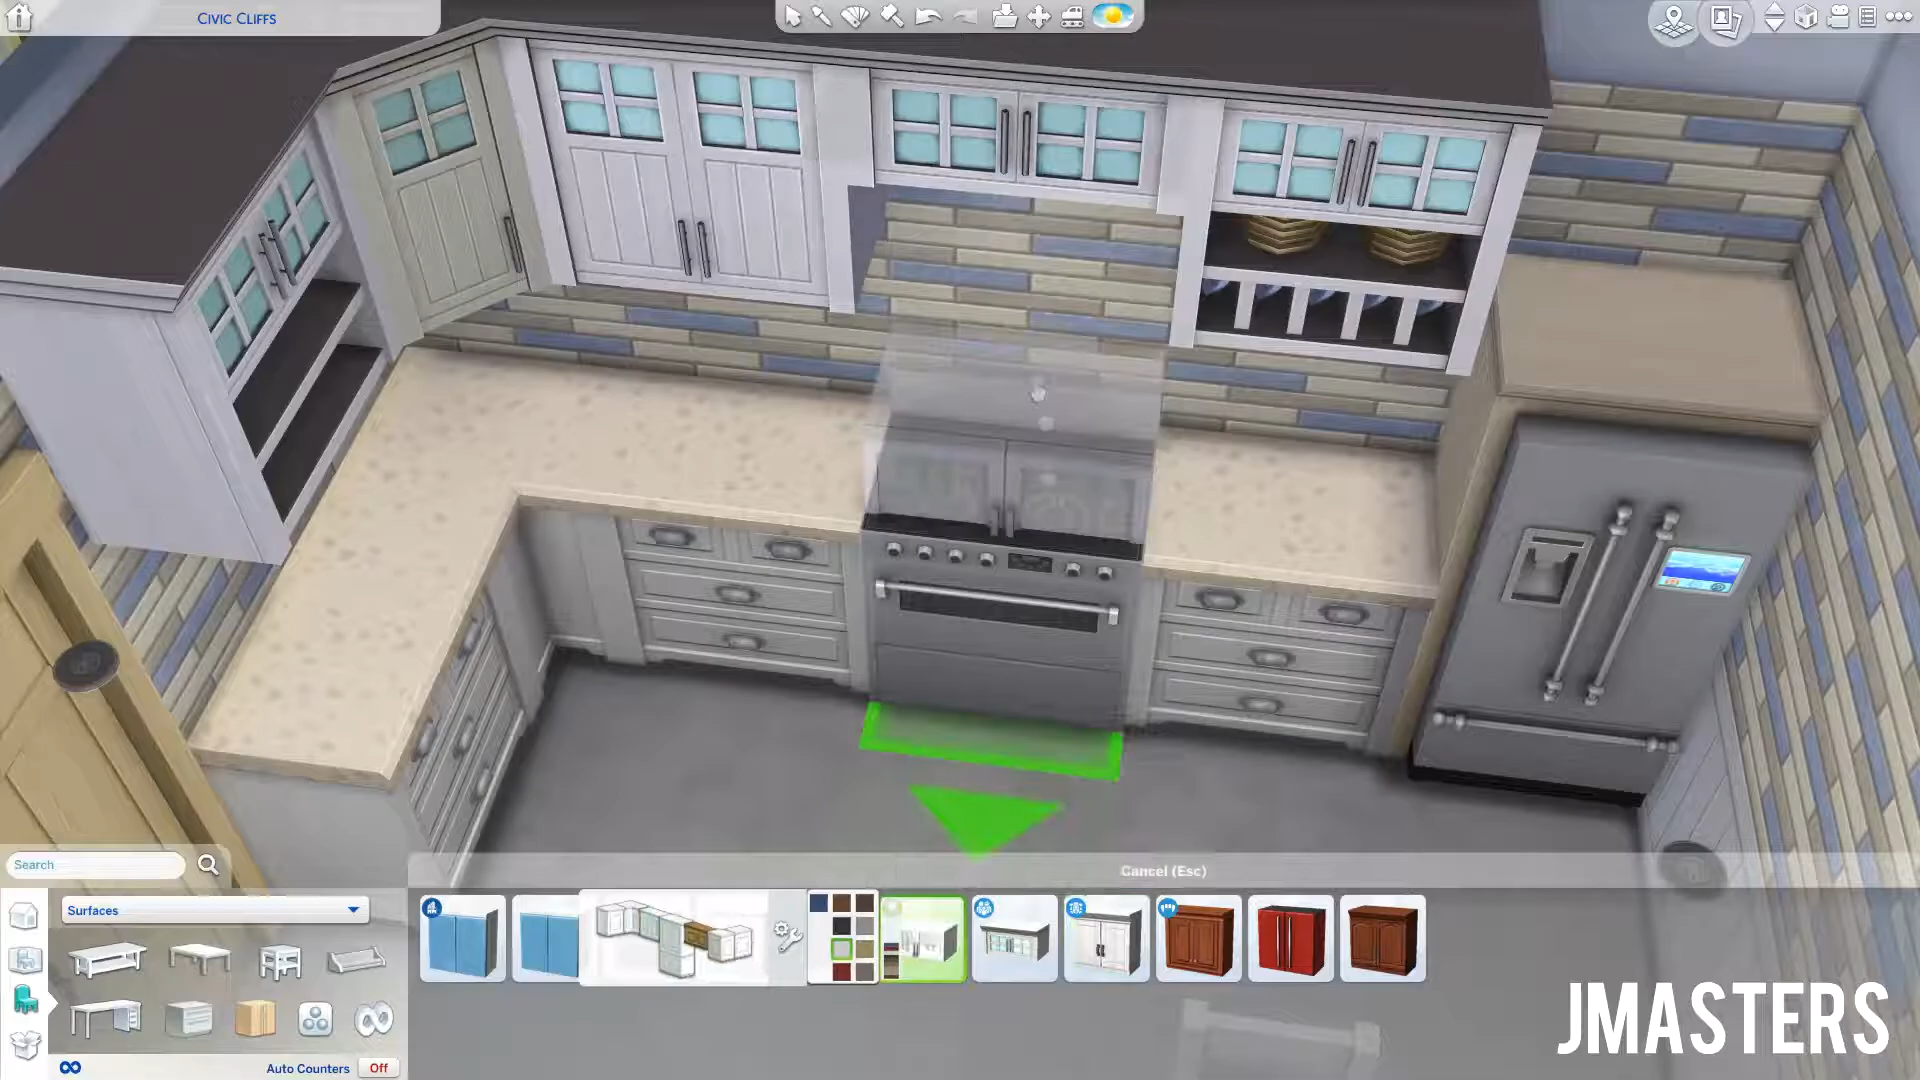 CIVIC CLIFFS
Search
Cancel (Esc)
Surfaces
Auto Counters Off
JMASTERS